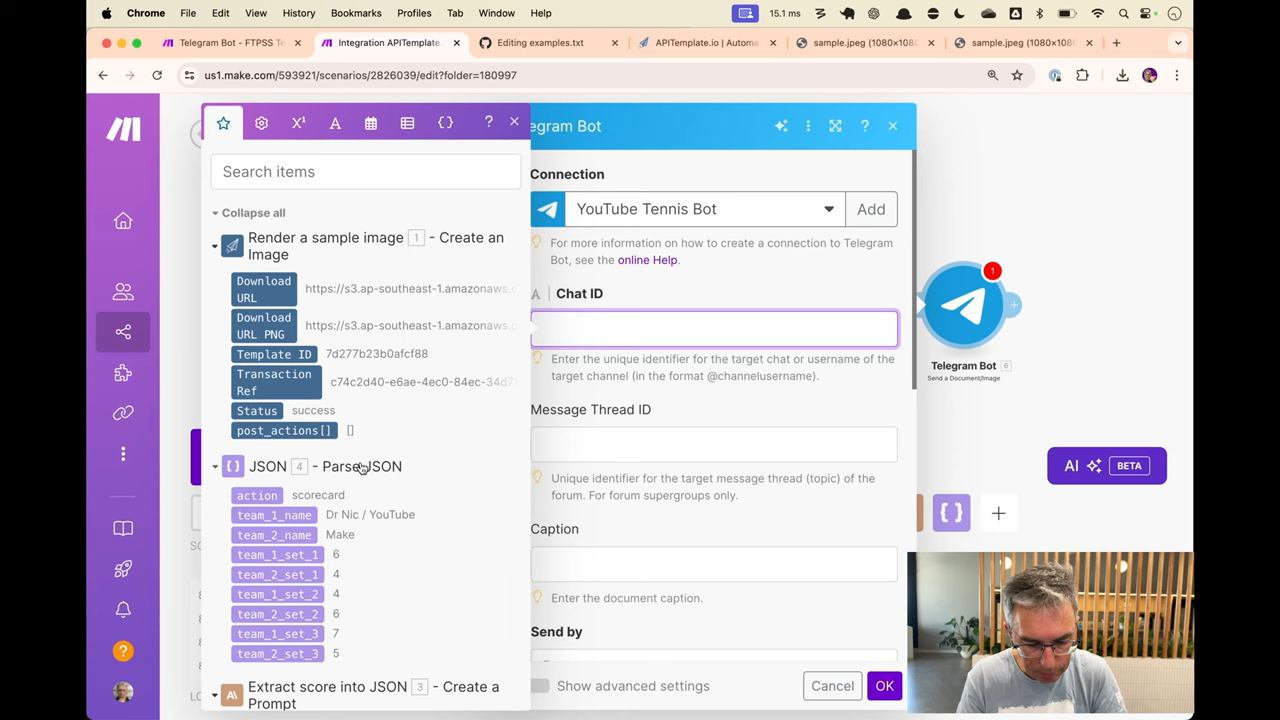 Chrome File Edit View History Bookmarks Profiles Tab Window Help 15.1 ms
Telegram Bot - FTPSS Te
Integration APITemplate.
Editing examples.txt
APITemplate.io | Automa
sample.jpeg (1080×1080
sample.jpeg (1080×1080
us1.make.com/593921/scenarios/2826039/edit?folder=180997
?
Search items
Collapse all
Render a sample image 1 - Create an
Image
Download
URL
https://s3.ap-southeast-1.amazonaws.c
Download
URL PNG
https://s3.ap-southeast-1.amazonaws.c
Template ID 7d277b23b0afcf88
Transaction
Ref
c74c2d40-e6ae-4ec0-84ec-34d7
Status success
post_actions[] []
JSON 4 - Parse JSON
action scorecard
team_1_name Dr Nic / YouTube
team_2_name Make
team_1_set_1 6
team_2_set_1 4
team_1_set_2 4
team_2_set_2 6
team_1_set_3 7
team_2_set_3 5
Extract score into JSON 3 - Create a
Prompt
egram Bot
?
Connection
YouTube Tennis Bot
Add
For more information on how to create a connection to Telegram
Bot, see the online Help.
A Chat ID
Enter the unique identifier for the target chat or username of the
target channel (in the format @channelusername).
Message Thread ID
Unique identifier for the target message thread (topic) of the
forum. For forum supergroups only.
Caption
Enter the document caption.
Send by
Show advanced settings
Cancel
OK
1
Telegram Bot 6
Send a Document/Image
AI BETA